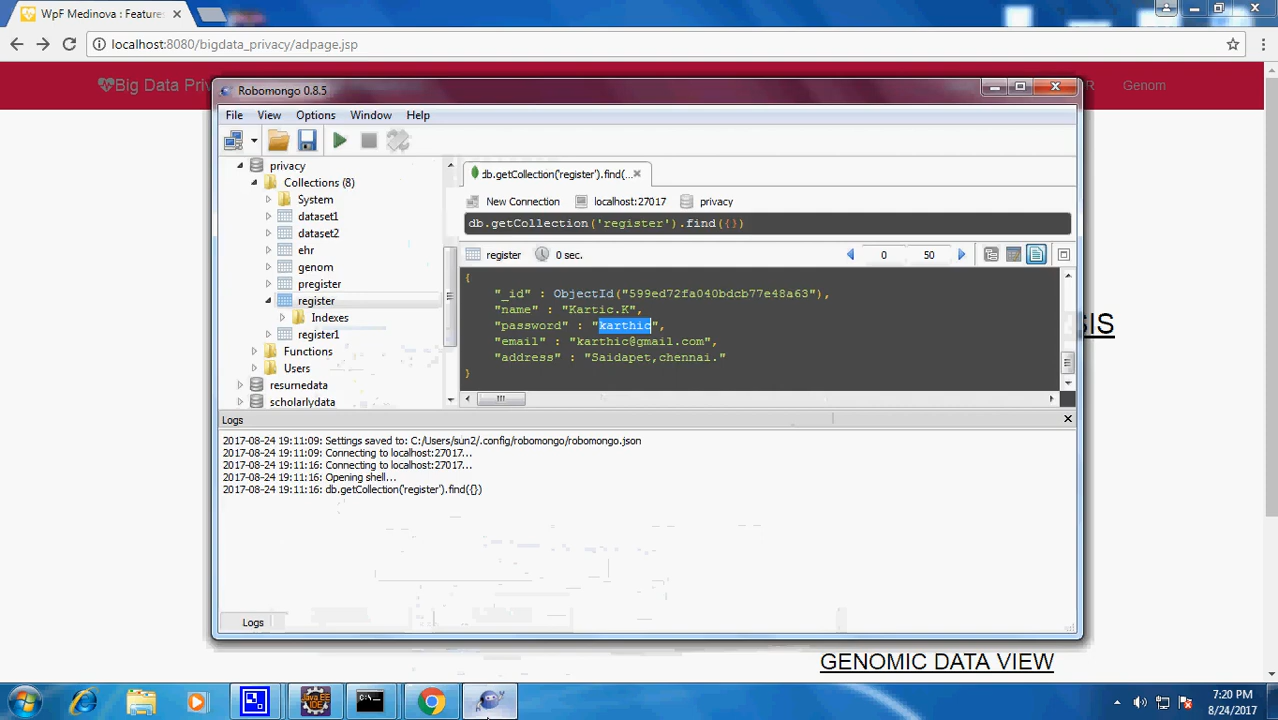 WpF Medinova : Feature
localhost:8080/bigdata_privacy/adpage.jsp
Big Data Priv
R
Genom
Robomongo 0.8.5
File View Options Window Help
privacy
Collections (8)
System
dataset1
dataset2
ehr
genom
pregister
register
Indexes
register1
Functions
Users
resumedata
scholarlydata
db.getCollection('register').find(...
New Connection localhost:27017 privacy
db.getCollection('register').find({})
register 0 sec. 0 50
{
"_id" : ObjectId("599ed72fa040bdcb77e48a63"),
"name" : "Kartic.K",
"password" : "karthic",
"email" : "karthic@gmail.com",
"address" : "Saidapet,chennai."
}
SIS
Logs
2017-08-24 19:11:09: Settings saved to: C:/Users/sun2/.config/robomongo/robomongo.json
2017-08-24 19:11:09: Connecting to localhost:27017...
2017-08-24 19:11:16: Connecting to localhost:27017...
2017-08-24 19:11:16: Opening shell...
2017-08-24 19:11:16: db.getCollection('register').find({})
Logs
GENOMIC DATA VIEW
Java EE
IDE
7:20 PM
8/24/2017